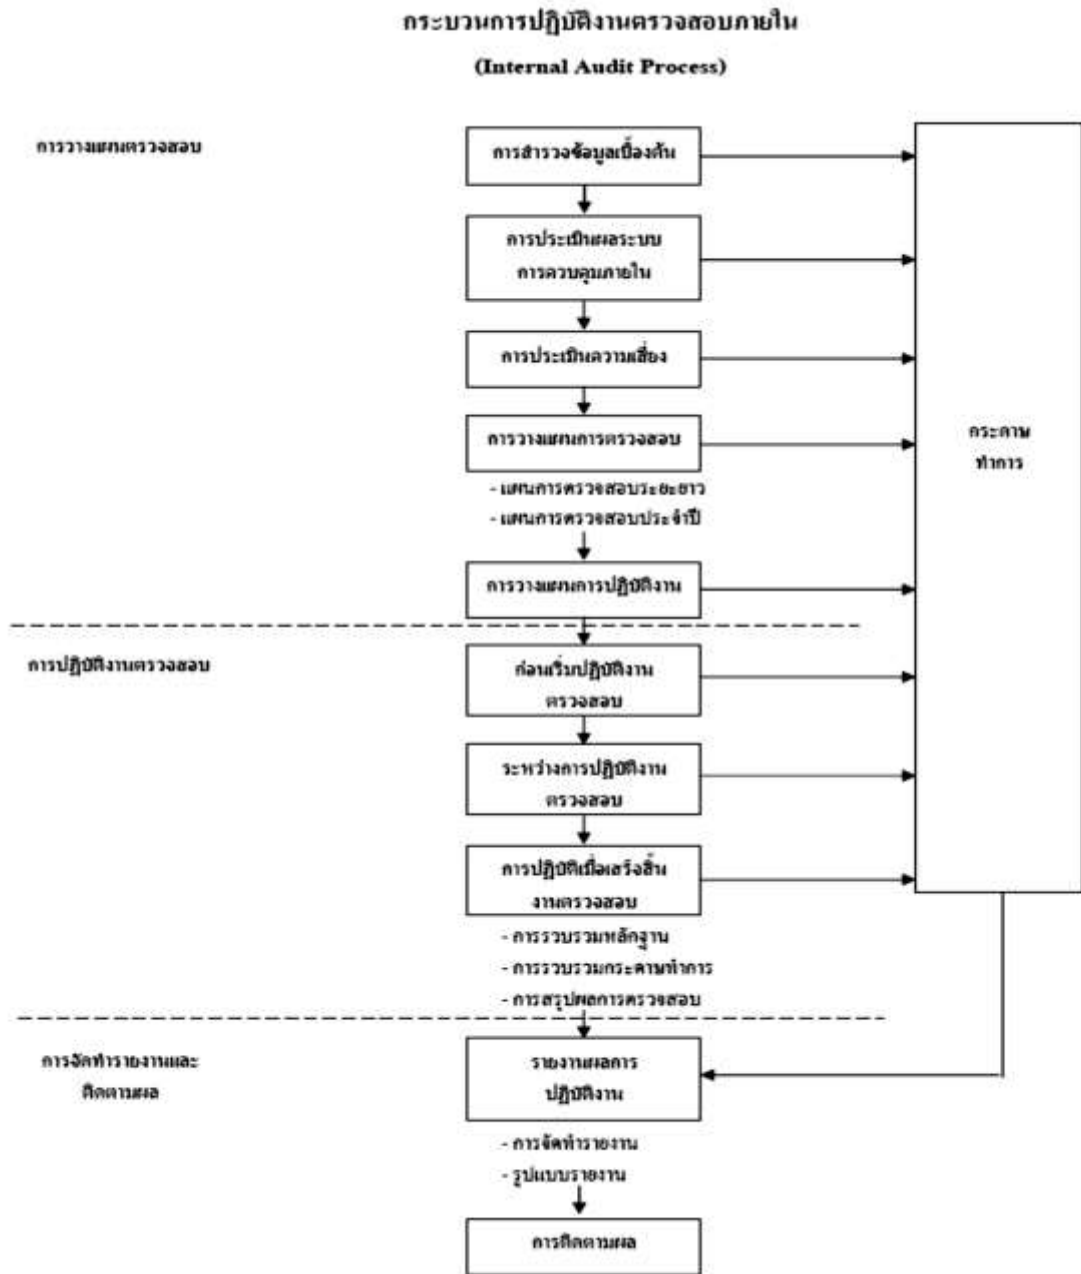 กระบวนการปฏิบัติงานตรวจสอบภายใน
(Internal Audit Process)
การวางแผนตรวจสอบ
การสำรวจข้อมูลเบื้องต้น
การประเมินผลระบบ
การควบคุมภายใน
การประเมินความเสี่ยง
การวางแผนการตรวจสอบ
- แผนการตรวจสอบระยะยาว
- แผนการตรวจสอบประจำปี
การวางแผนการปฏิบัติงาน
กระดาษ
ทำการ
การปฏิบัติงานตรวจสอบ
ก่อนเริ่มปฏิบัติงาน
ตรวจสอบ
ระหว่างการปฏิบัติงาน
ตรวจสอบ
การปฏิบัติเมื่อเสร็จสิ้น
งานตรวจสอบ
- การรวบรวมหลักฐาน
- การรวบรวมกระดาษทำการ
- การสรุปผลการตรวจสอบ
การจัดทำรายงานและ
ติดตามผล
รายงานผลการ
ปฏิบัติงาน
- การจัดทำรายงาน
- รูปแบบรายงาน
การติดตามผล